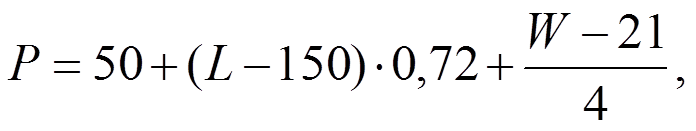 P = 50 + (L − 150) · 0,72 + (W − 21)/4 ,